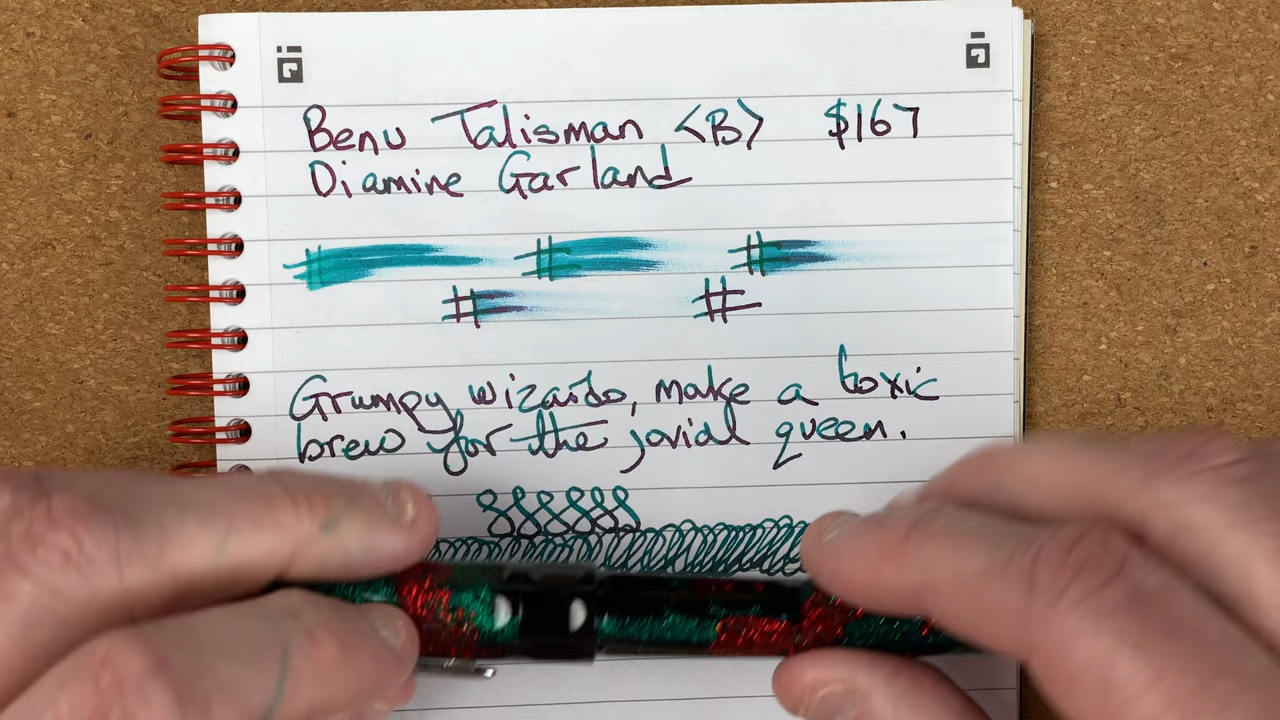 Benu Talisman <B> $167
Diamine Garland
# # #
# #
Grumpy wizards, make a toxic
brew for the jovial queen.